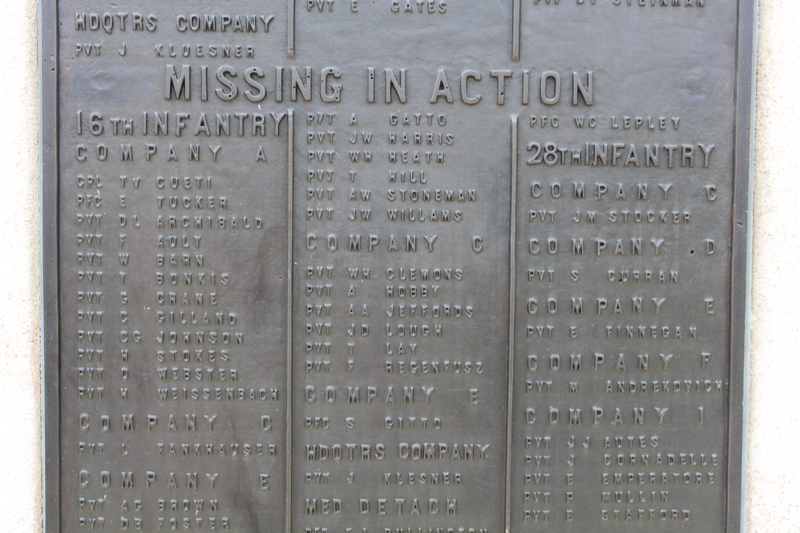 HDQTRS COMPANY
PVT J KLUESNER
PVT E GATES
MISSING IN ACTION
16TH INFANTRY
COMPANY A
CPL TV CUETI
PFC E TUCKER
PVT DL ARCHIBALD
PVT F AULT
PVT W BARN
PVT T BONKIS
PVT G CRANE
PVT C GILLAND
PVT CG JOHNSON
PVT H STOKES
PVT O WEBSTER
PVT H WEISSENBACH
COMPANY C
PVT L FANKHAUSER
COMPANY E
PVT AG BROWN
PVT DB FOSTER
PVT A GATTO
PVT JW HARRIS
PVT WH HEATH
PVT T HILL
PVT AW STONEMAN
PVT JW WILLAMS
COMPANY C
PVT WH CLEMONS
PVT A HOBBY
PVT AA JEFFORDS
PVT JD LOUGH
PVT T LAY
PVT F REGENFUSZ
COMPANY E
PFC S GITTO
HDQTRS COMPANY
PVT J KLESNER
MED DETACH
PFC WC LEPLEY
28TH INFANTRY
COMPANY C
PVT JM STOCKER
COMPANY D
PVT S CURRAN
COMPANY E
PVT E FINNEGAN
COMPANY F
PVT M ANDREKOVICH
COMPANY I
PVT JJ AUTES
PVT J CORNADELLE
PVT E EMPERATORE
PVT P MULLIN
PVT E STAFFORD